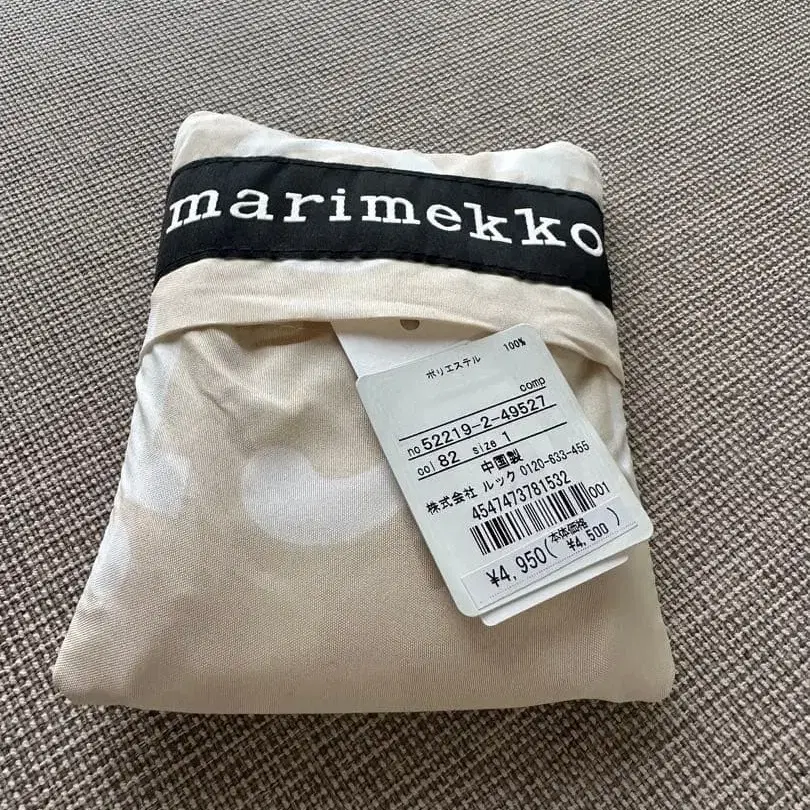 marimekko
ポリエステル 100%
comp
no 52219-2-49527
col 82 size 1
中国製
株式会社 ルック 0120-633-455
4547473781532
001
¥4,950(本体価格 ¥4,500)